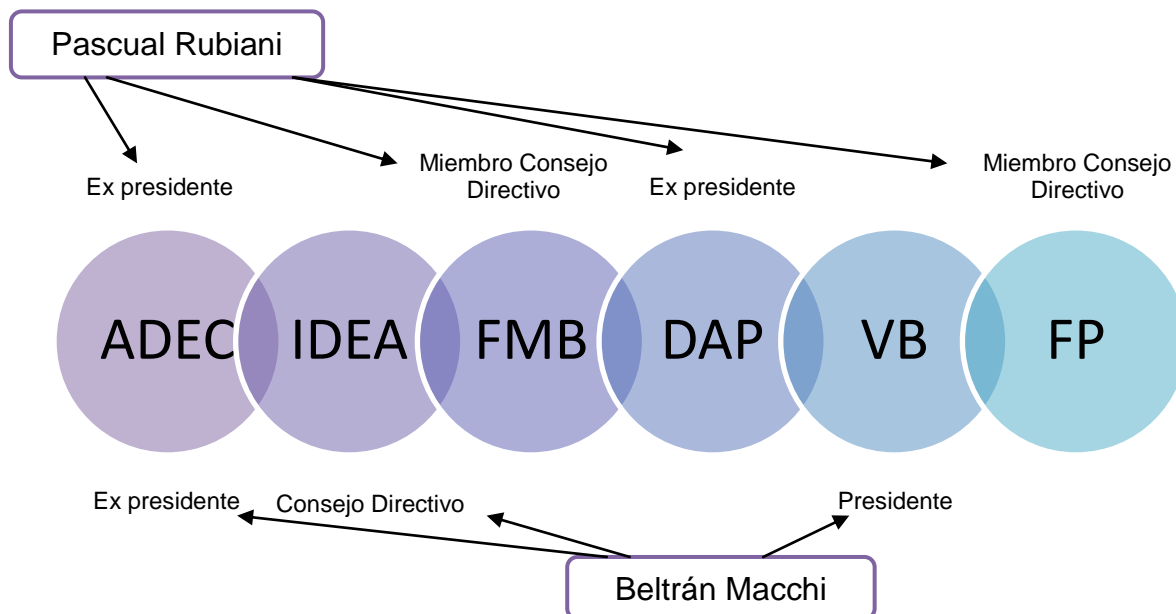 Pascual Rubiani
Ex presidente
Miembro Consejo
Directivo
Ex presidente
Miembro Consejo
Directivo
ADEC
IDEA
FMB
DAP
VB
FP
Ex presidente
Consejo Directivo
Presidente
Beltrán Macchi